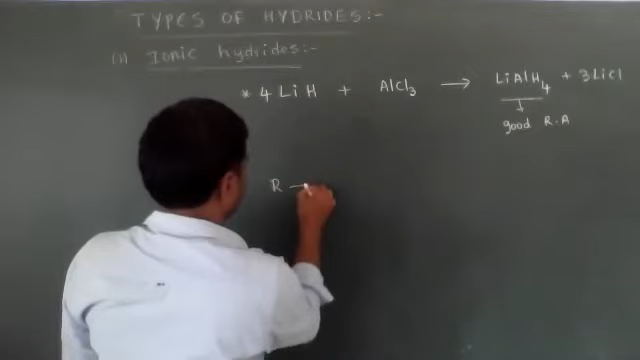 TYPES OF HYDRIDES:-
(i) Ionic hydrides:-
* 4 LiH + AlCl3 → LiAlH4 + 3LiCl
↓
good R.A
R —